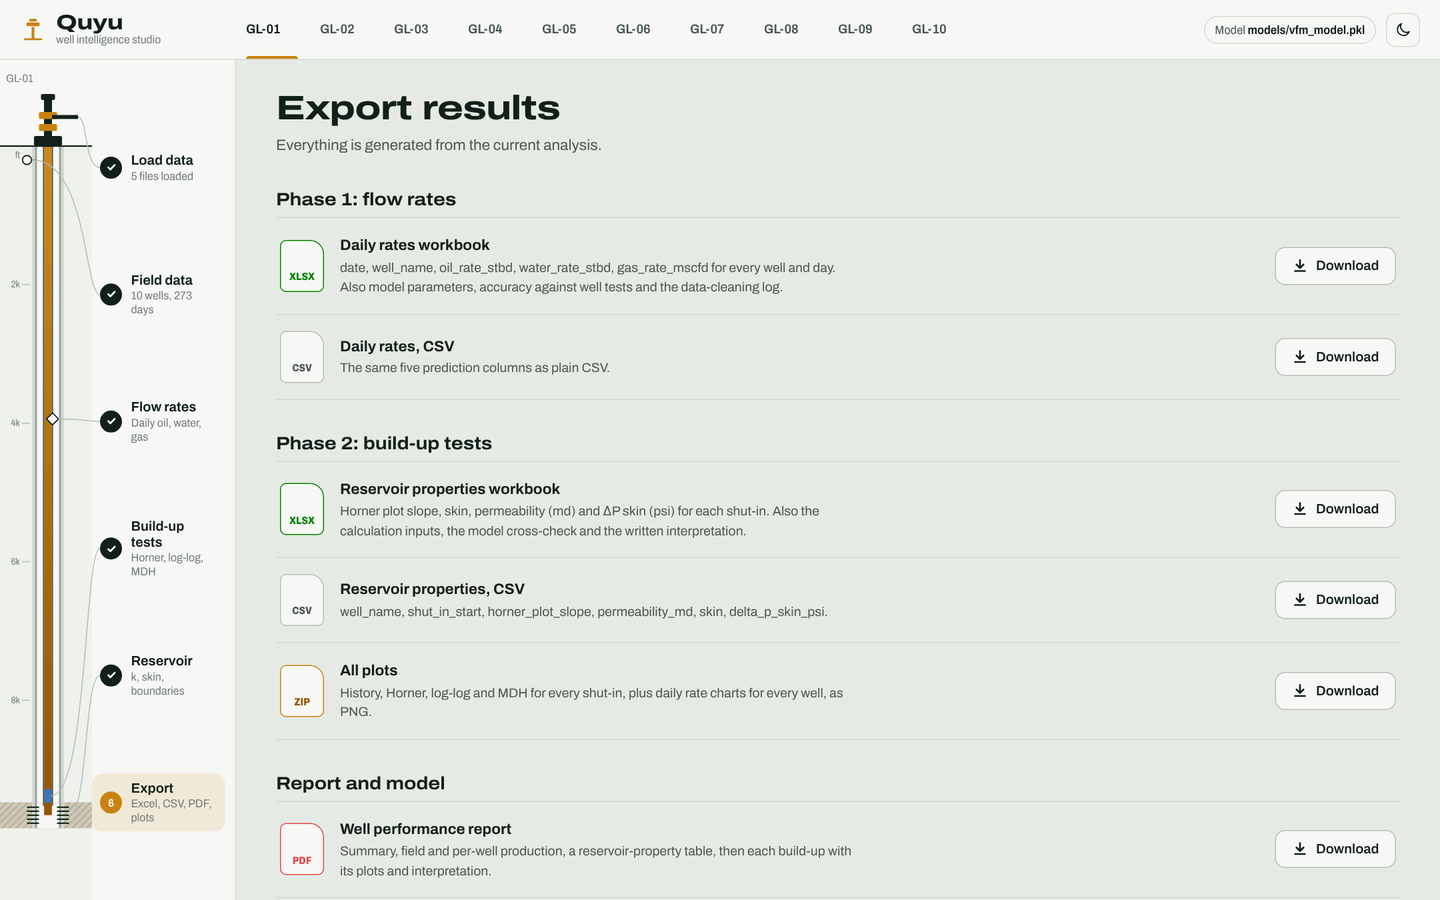 Quyu
well intelligence studio
GL-01
GL-02
GL-03
GL-04
GL-05
GL-06
GL-07
GL-08
GL-09
GL-10
Model models/vfm_model.pkl
GL-01
ft
2k
4k
6k
8k
Load data
5 files loaded
Field data
10 wells, 273
days
Flow rates
Daily oil, water,
gas
Build-up
tests
Horner, log-log,
MDH
Reservoir
k, skin,
boundaries
6
Export
Excel, CSV, PDF,
plots
Export results
Everything is generated from the current analysis.
Phase 1: flow rates
XLSX
Daily rates workbook
date, well_name, oil_rate_stbd, water_rate_stbd, gas_rate_mscfd for every well and day.
Also model parameters, accuracy against well tests and the data-cleaning log.
Download
CSV
Daily rates, CSV
The same five prediction columns as plain CSV.
Download
Phase 2: build-up tests
XLSX
Reservoir properties workbook
Horner plot slope, skin, permeability (md) and ΔP skin (psi) for each shut-in. Also the
calculation inputs, the model cross-check and the written interpretation.
Download
CSV
Reservoir properties, CSV
well_name, shut_in_start, horner_plot_slope, permeability_md, skin, delta_p_skin_psi.
Download
ZIP
All plots
History, Horner, log-log and MDH for every shut-in, plus daily rate charts for every well, as
PNG.
Download
Report and model
PDF
Well performance report
Summary, field and per-well production, a reservoir-property table, then each build-up with
its plots and interpretation.
Download